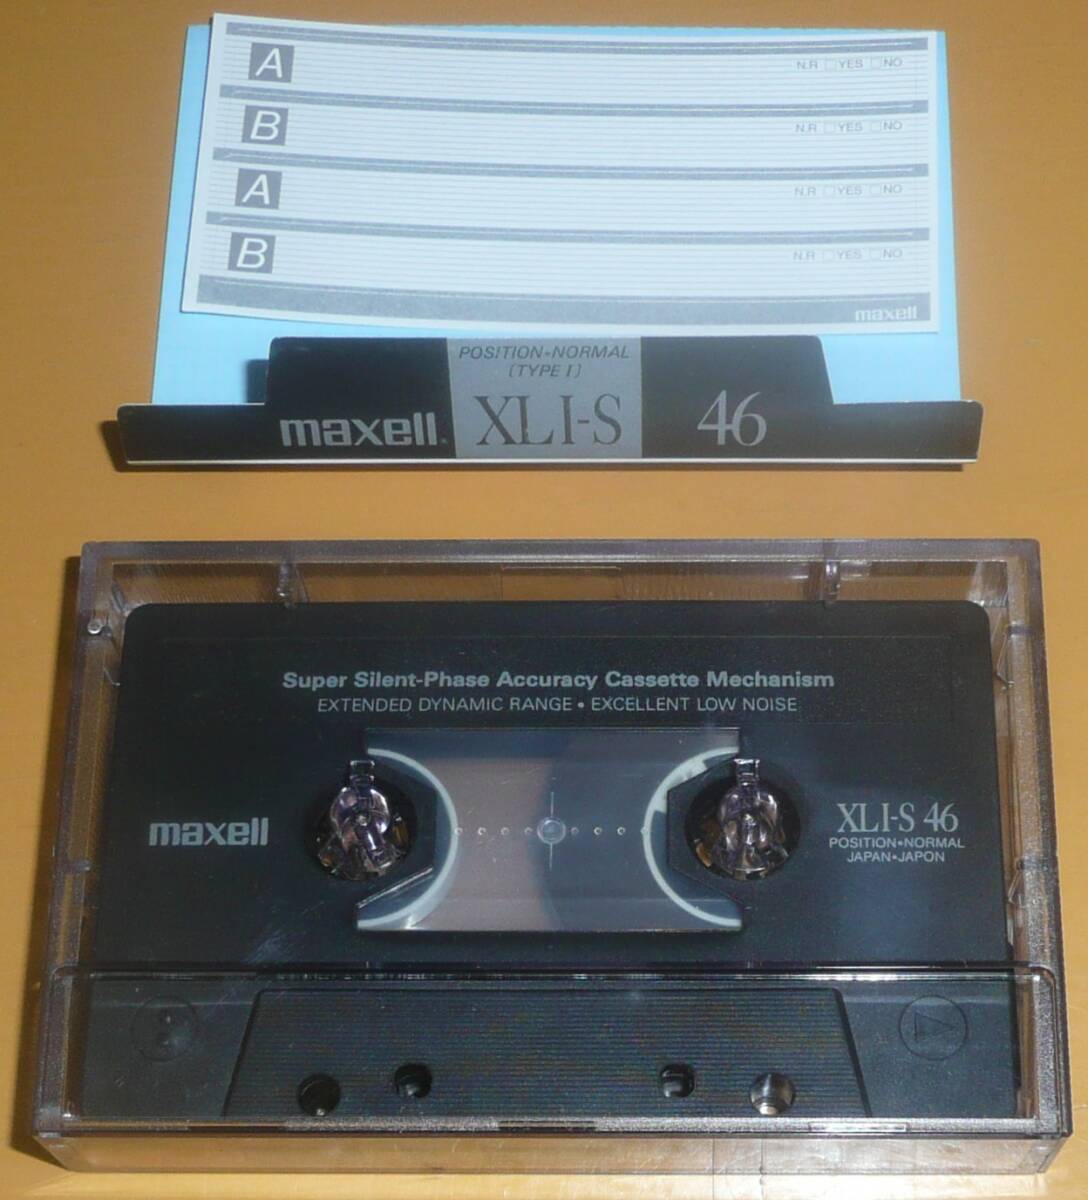 A N.R □YES □NO
B N.R □YES □NO
A N.R □YES □NO
B N.R □YES □NO
maxell
POSITION•NORMAL
(TYPE I)
maxell. XLI-S 46
Super Silent-Phase Accuracy Cassette Mechanism
EXTENDED DYNAMIC RANGE • EXCELLENT LOW NOISE
maxell
XLI-S 46
POSITION•NORMAL
JAPAN•JAPON